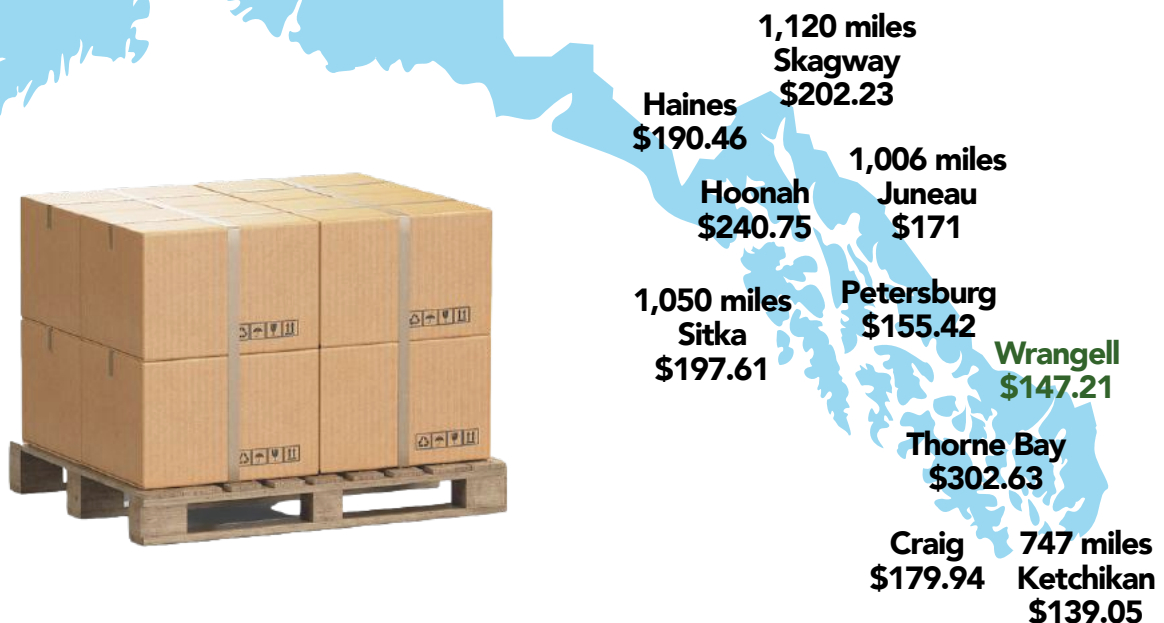 1,120 miles
Skagway
$202.23
Haines
$190.46
1,006 miles
Juneau
$171
Hoonah
$240.75
1,050 miles
Sitka
$197.61
Petersburg
$155.42
Wrangell
$147.21
Thorne Bay
$302.63
Craig
$179.94
747 miles
Ketchikan
$139.05